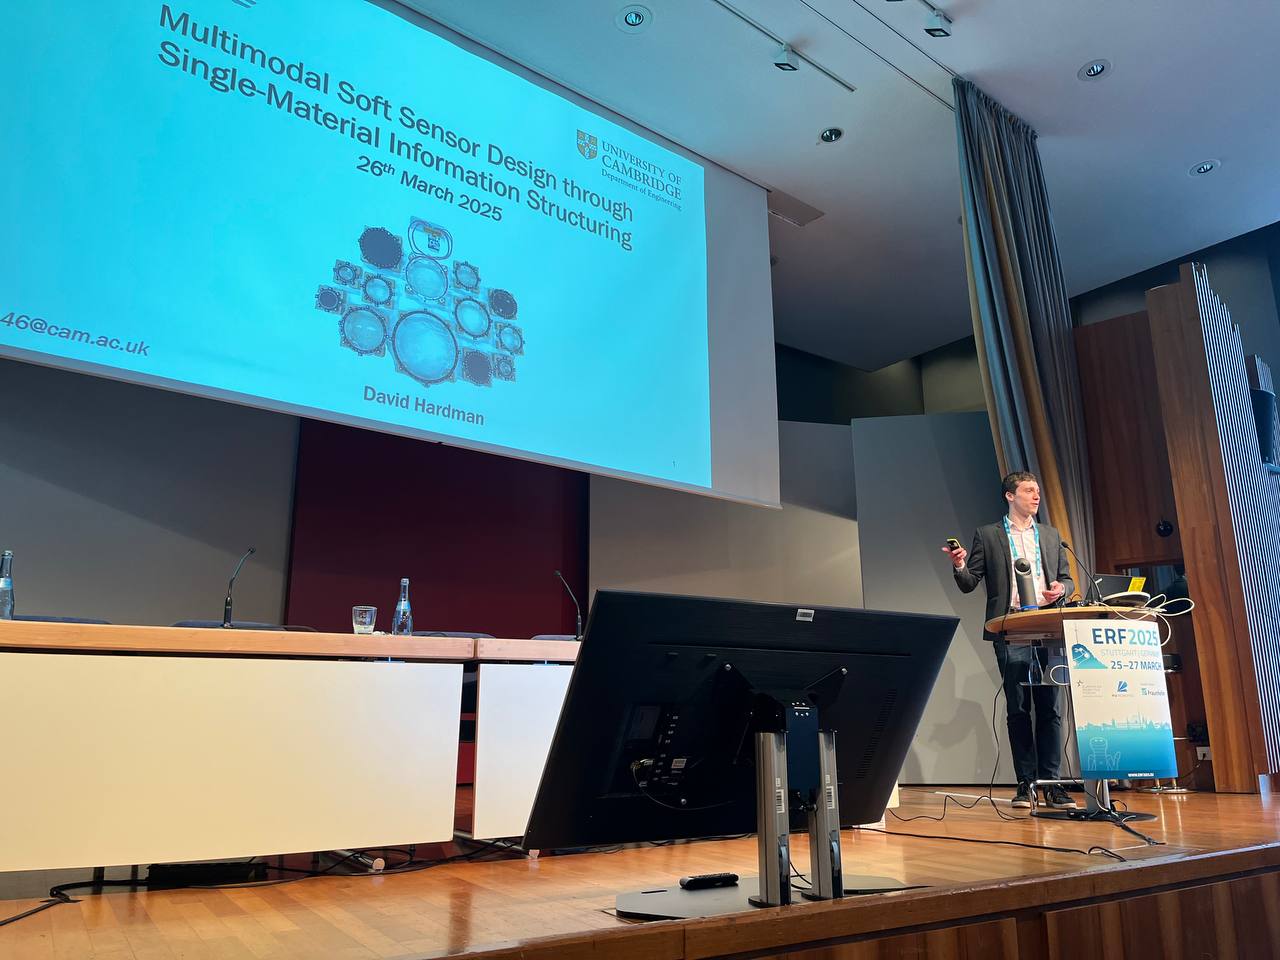 Multimodal Soft Sensor Design through
Single-Material Information Structuring
26th March 2025
UNIVERSITY OF
CAMBRIDGE
Department of Engineering
46@cam.ac.uk
David Hardman
1
ERF2025
STUTTGART | GERMANY
25–27 MARCH
Fraunhofer